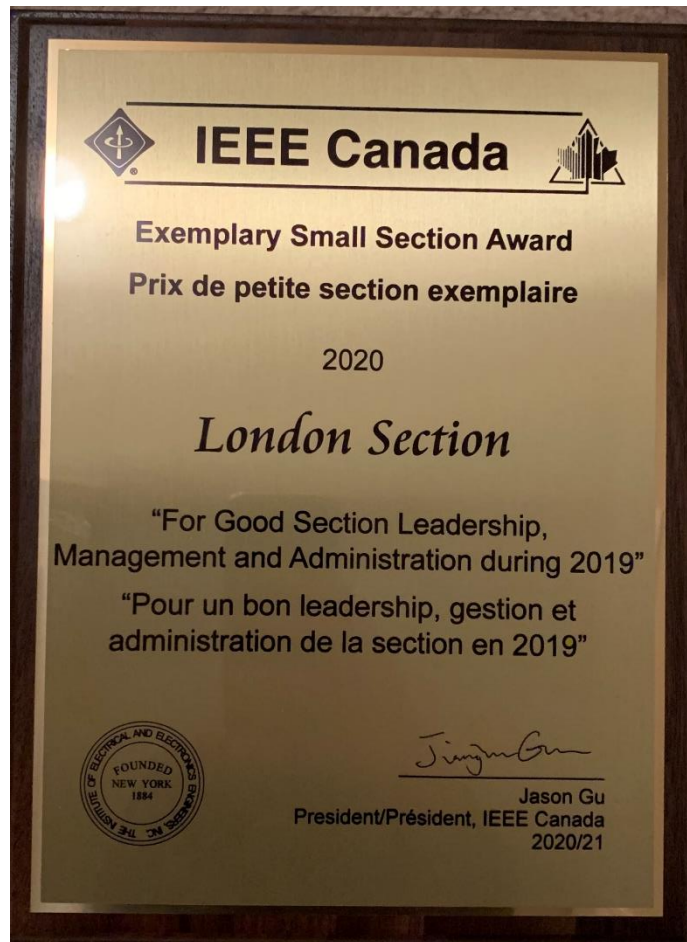 IEEE Canada
Exemplary Small Section Award
Prix de petite section exemplaire
2020
London Section
“For Good Section Leadership,
Management and Administration during 2019”
“Pour un bon leadership, gestion et
administration de la section en 2019”
THE INSTITUTE OF ELECTRICAL AND ELECTRONICS ENGINEERS, INC.
FOUNDED
NEW YORK
1884
Jason Gu
President/Président, IEEE Canada
2020/21